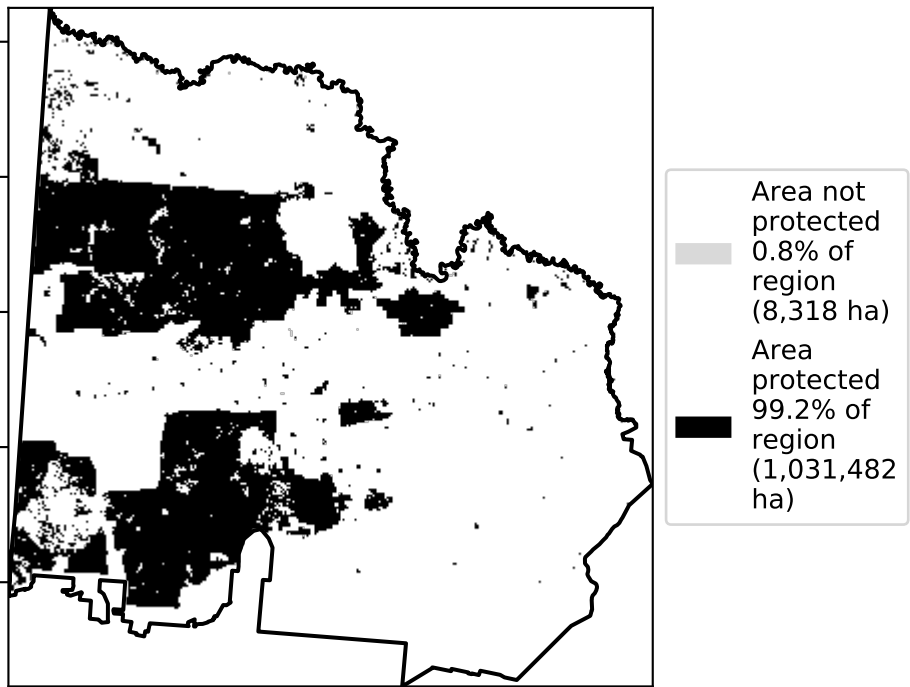 Area not
protected
0.8% of
region
(8,318 ha)
Area
protected
99.2% of
region
(1,031,482
ha)